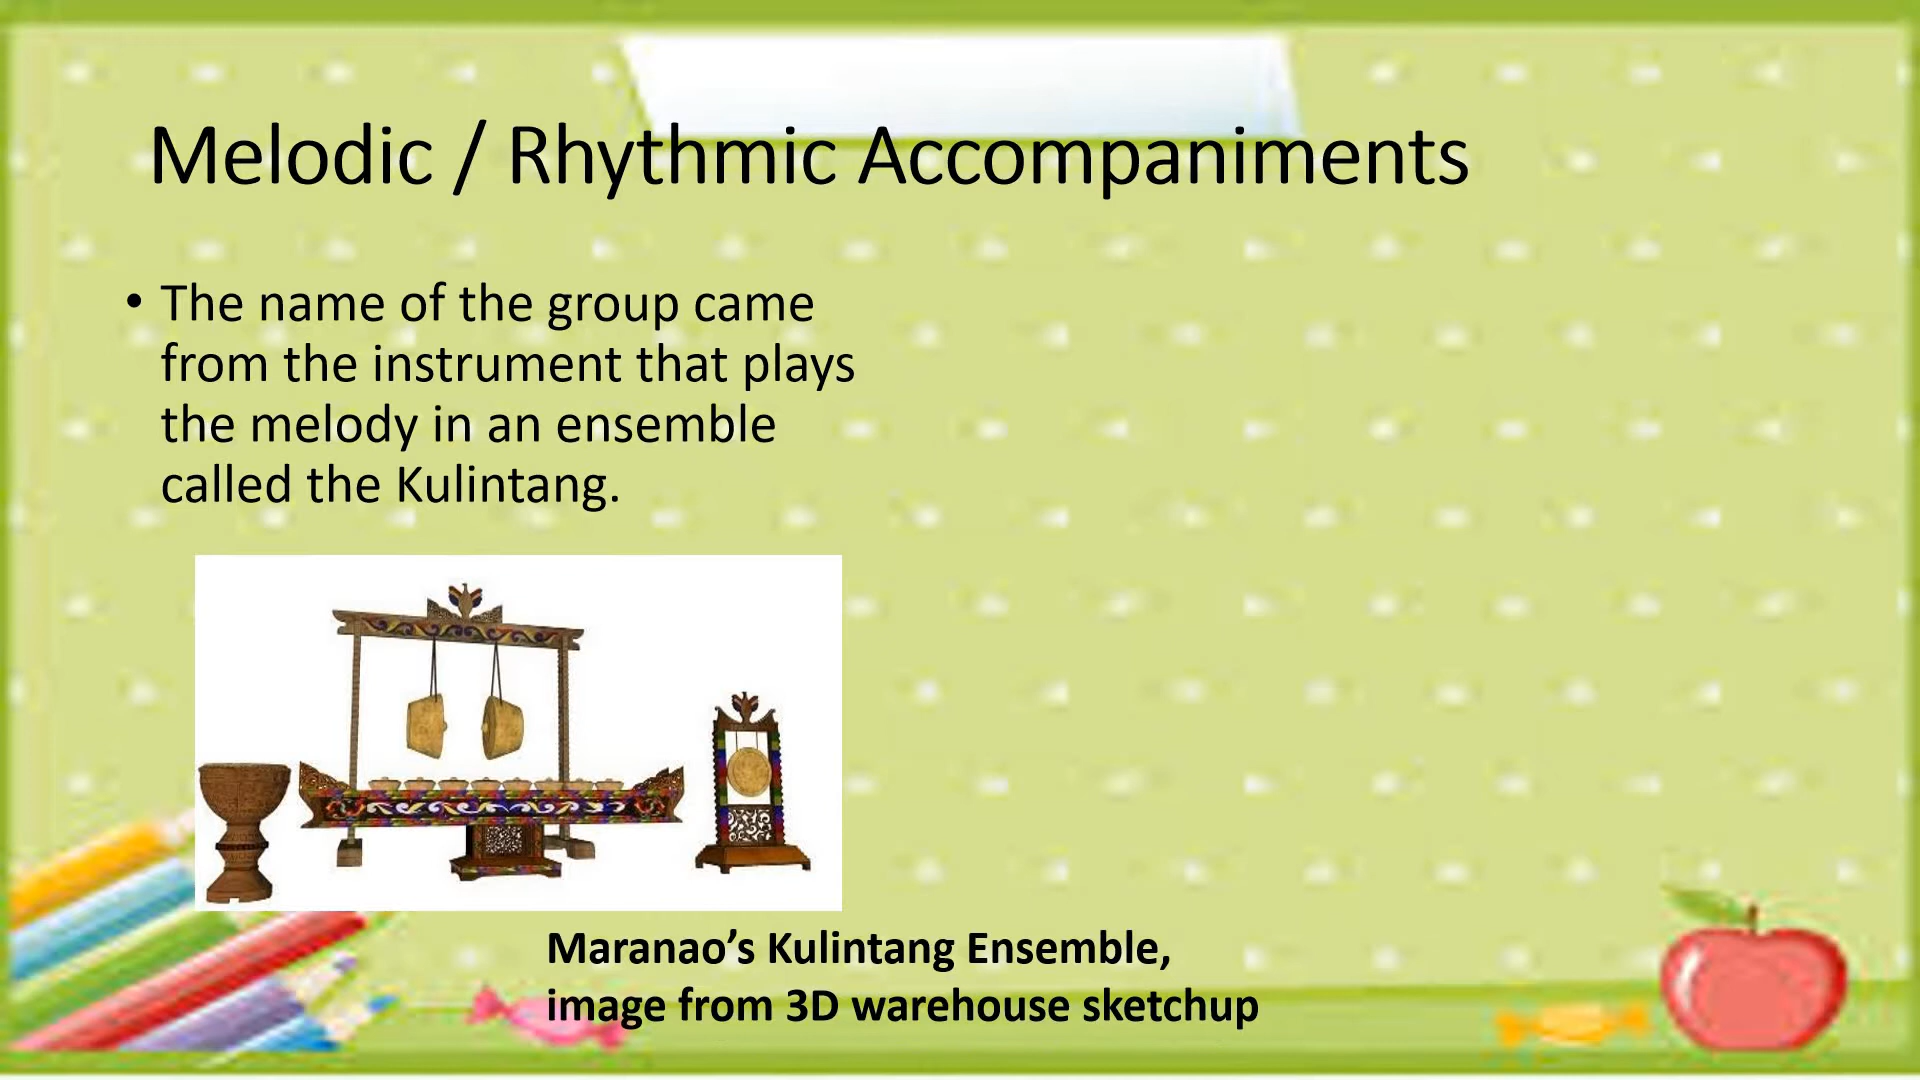 Melodic / Rhythmic Accompaniments
• The name of the group came
from the instrument that plays
the melody in an ensemble
called the Kulintang.
Maranao’s Kulintang Ensemble,
image from 3D warehouse sketchup